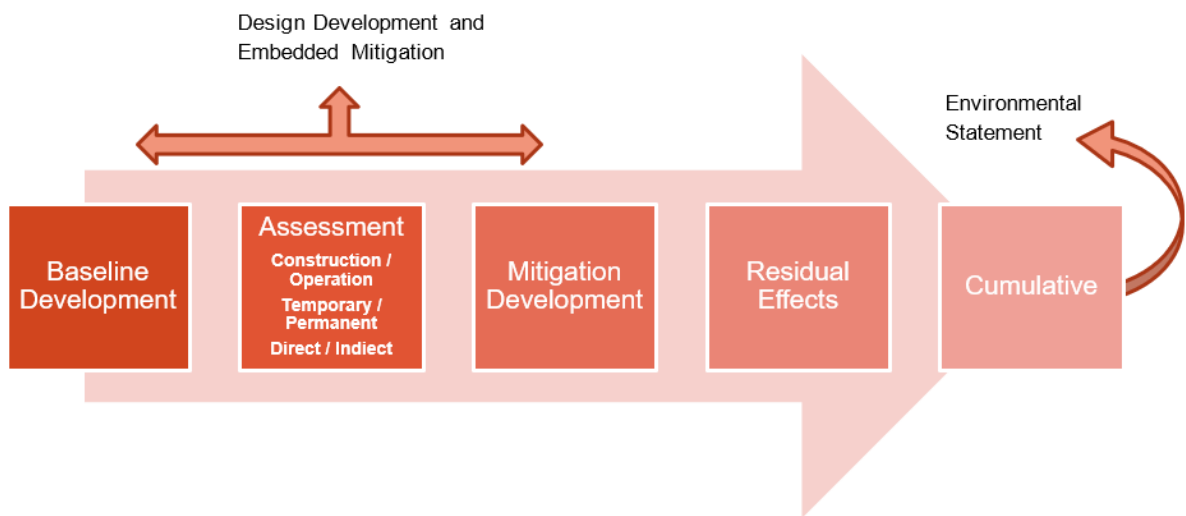 Design Development and
Embedded Mitigation
Environmental
Statement
Baseline
Development
Assessment
Construction /
Operation
Temporary /
Permanent
Direct / Indiect
Mitigation
Development
Residual
Effects
Cumulative